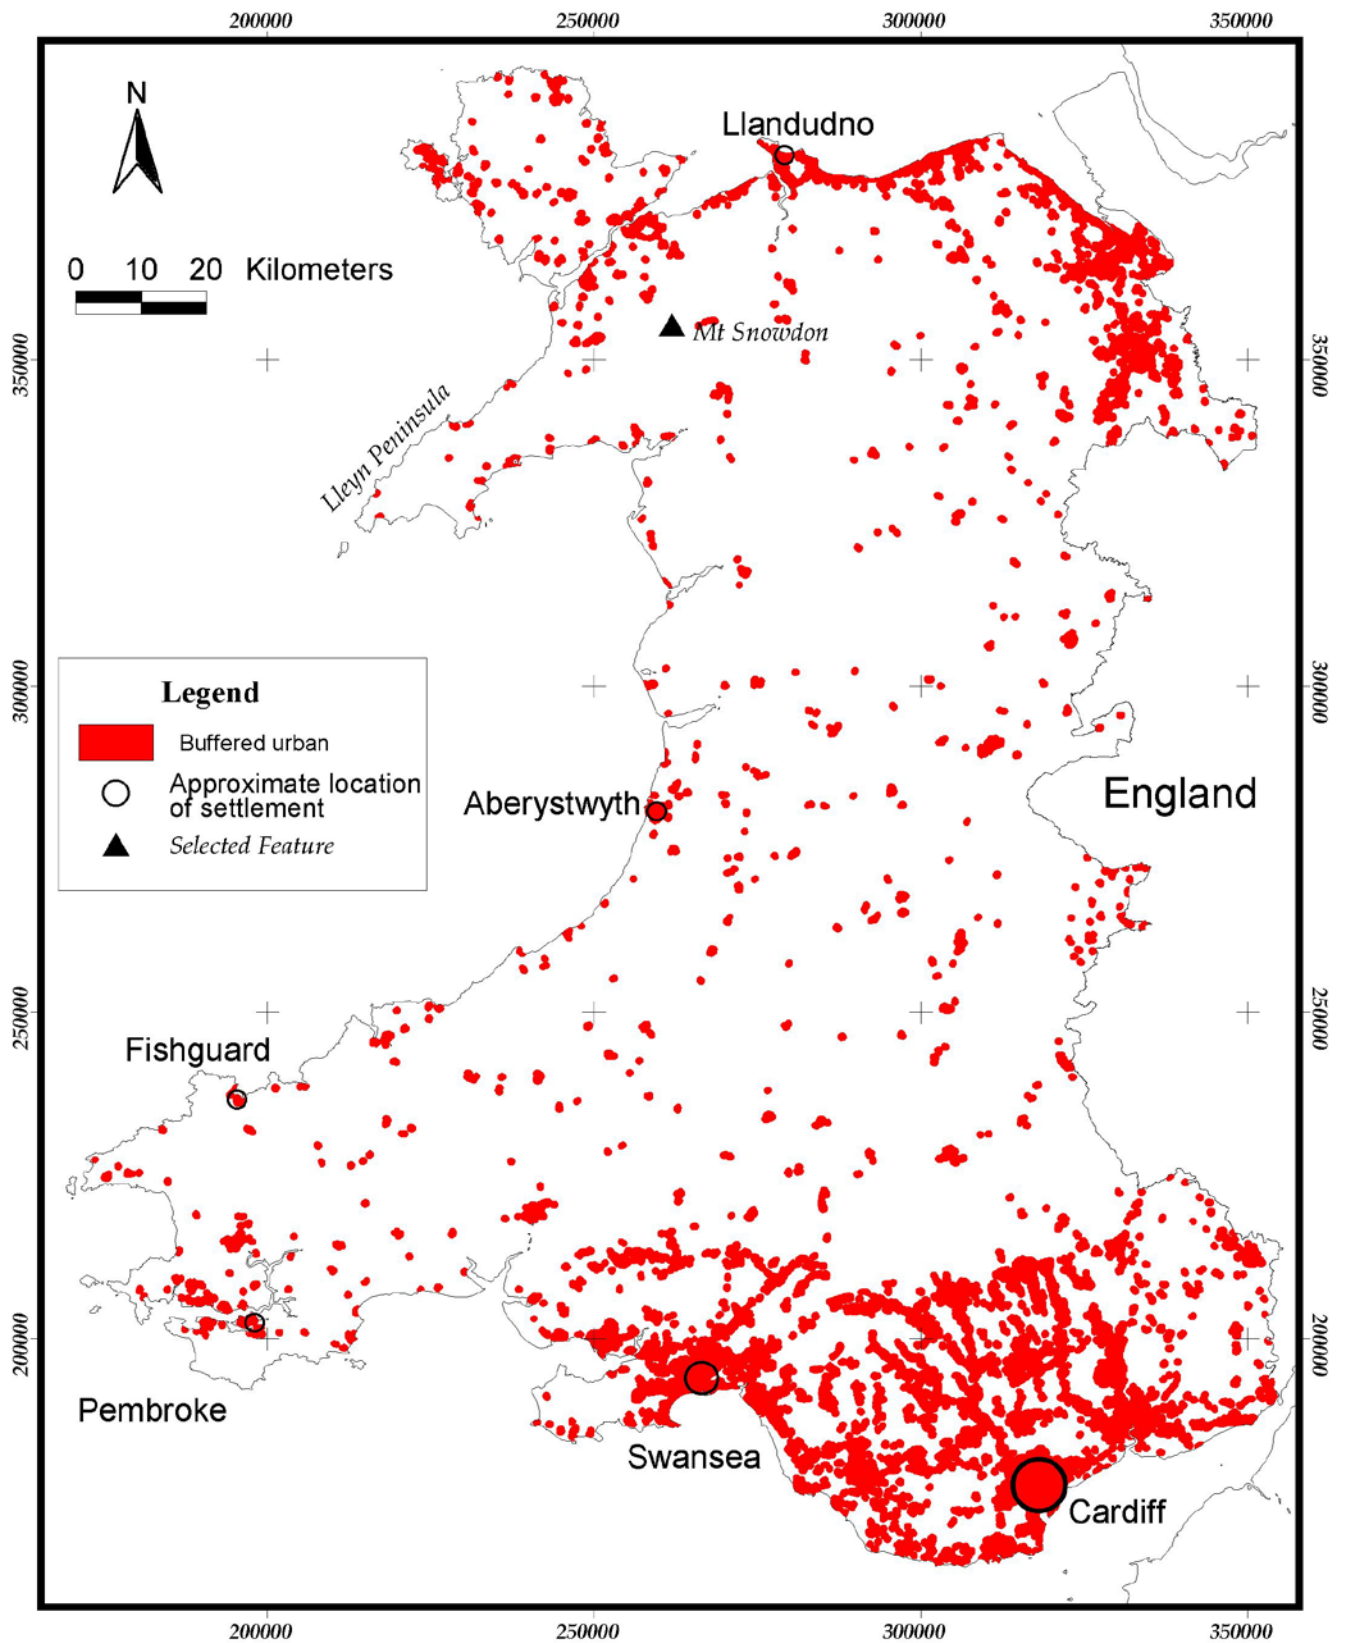 200000 250000 300000 350000
N
Llandudno
0 10 20 Kilometers
Mt Snowdon
350000 350000
Lleyn Peninsula
Legend
Buffered urban
Approximate location
of settlement
Selected Feature
300000 300000
Aberystwyth
England
250000 250000
Fishguard
200000 200000
Pembroke
Swansea
Cardiff
200000 250000 300000 350000